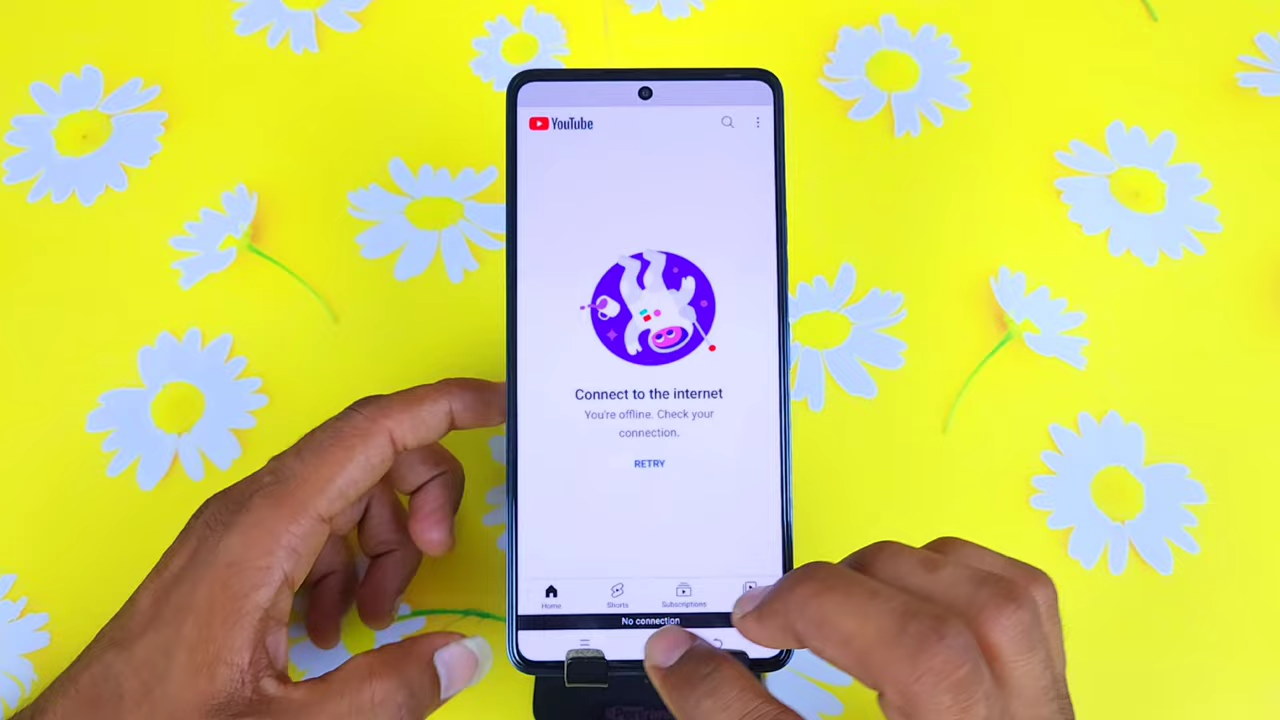 YouTube
Connect to the internet
You're offline. Check your
connection.
RETRY
Home
Shorts
Subscriptions
No connection